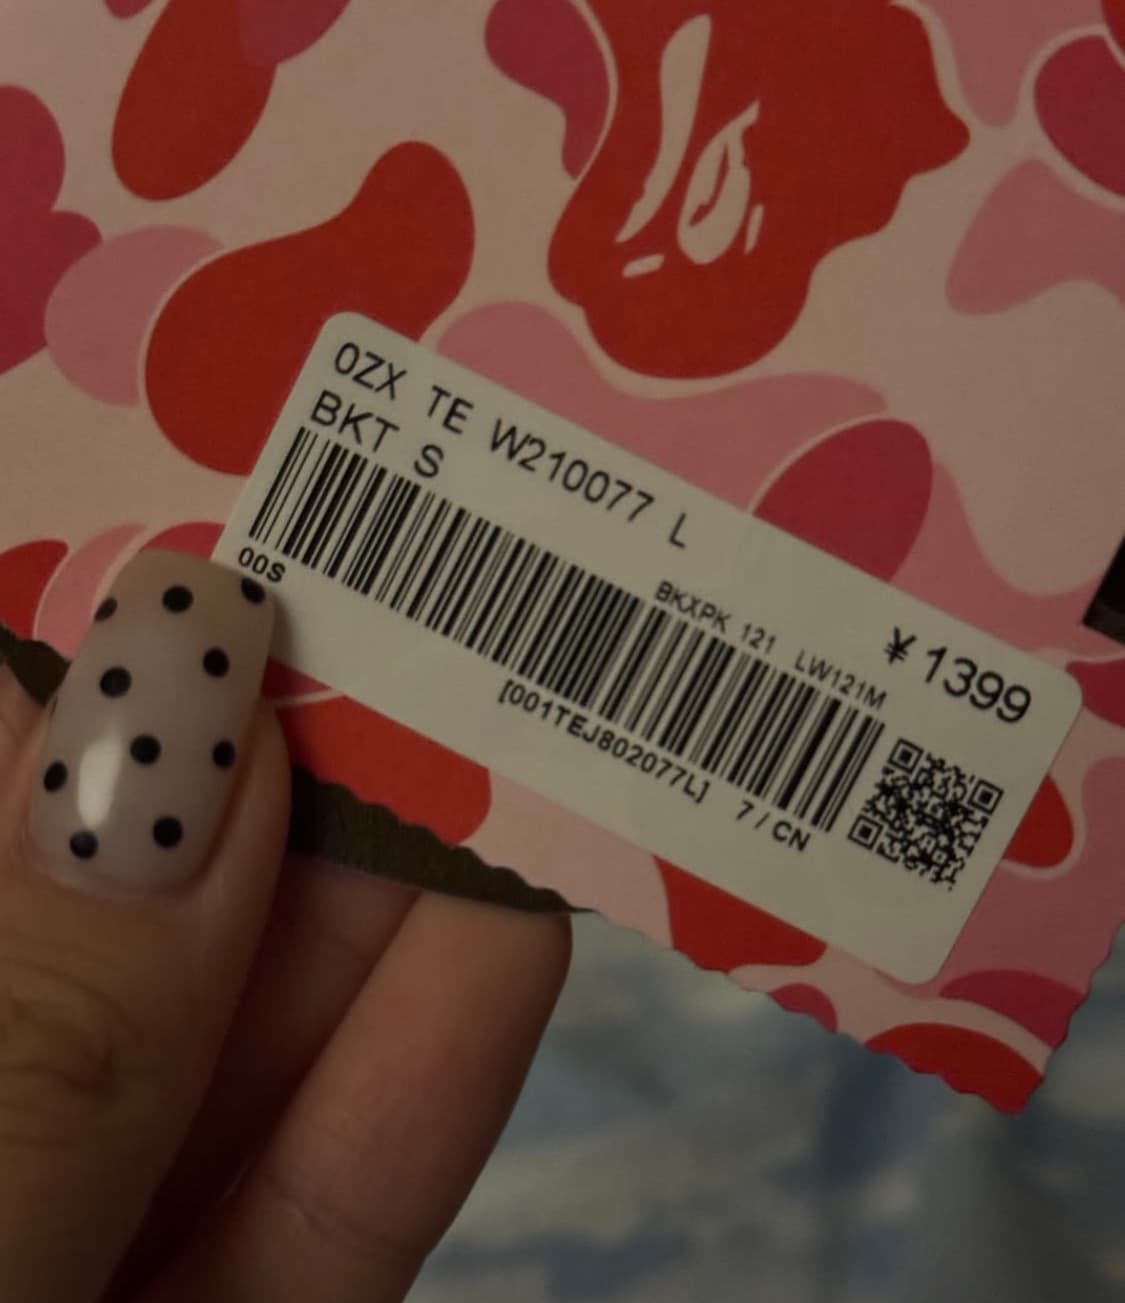 0ZX TE W210077 L
BKT S
BKXPK 121 LW121M
¥1399
00S
[001TEJ802077L] 7/CN